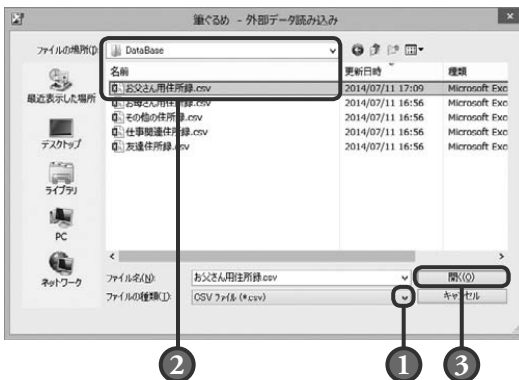 筆ぐるめ - 外部データ読み込み
ファイルの場所(I):
DataBase
名前
更新日時
種類
お父さん用住所録.csv
2014/07/11 17:09
Microsoft Exc
お母さん用住所録.csv
2014/07/11 16:56
Microsoft Exc
その他の住所録.csv
2014/07/11 16:56
Microsoft Exc
仕事関連住所録.csv
2014/07/11 16:56
Microsoft Exc
友達住所録.csv
2014/07/11 16:56
Microsoft Exc
最近表示した場所
デスクトップ
ライブラリ
PC
ネットワーク
ファイル名(N):
お父さん用住所録.csv
開く(O)
ファイルの種類(T):
CSV ファイル (*.csv)
キャンセル
2
1
3